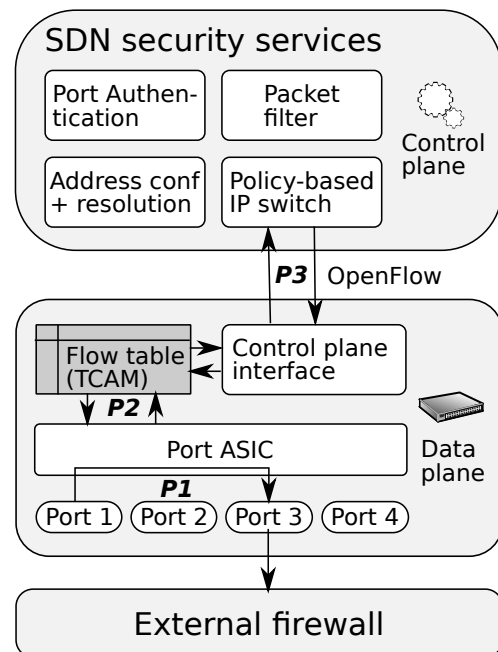 SDN security services
Port Authen-
tication
Packet
filter
Control
plane
Address conf
+ resolution
Policy-based
IP switch
P3
OpenFlow
Flow table
(TCAM)
Control plane
interface
P2
Port ASIC
Data
plane
P1
Port 1
Port 2
Port 3
Port 4
External firewall